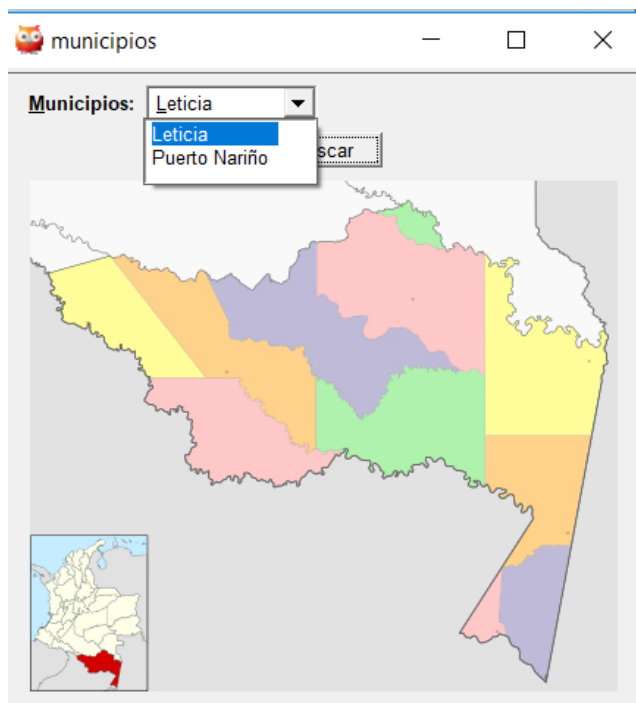 municipios
Municipios: Leticia
Leticia
Puerto Nariño
scar